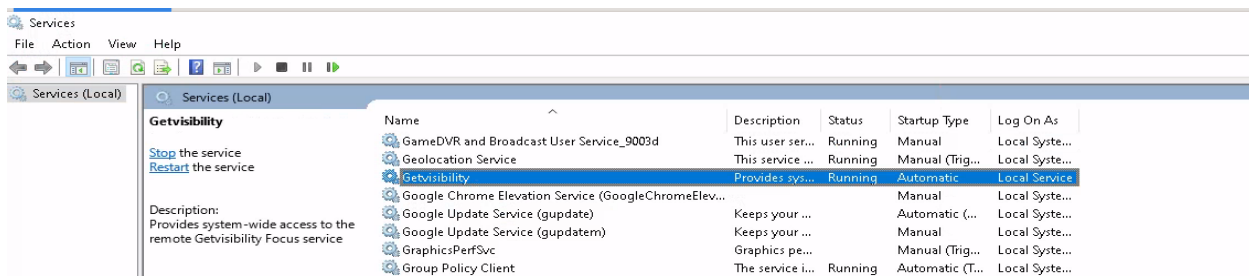 Services
File Action View Help
Services (Local)
Services (Local)
Getvisibility
Stop the service
Restart the service
Description:
Provides system-wide access to the
remote Getvisibility Focus service
Name Description Status Startup Type Log On As
GameDVR and Broadcast User Service_9003d This user ser... Running Manual Local Syste...
Geolocation Service This service ... Running Manual (Trig... Local Syste...
Getvisibility Provides sys... Running Automatic Local Service
Google Chrome Elevation Service (GoogleChromeElev... Manual Local Syste...
Google Update Service (gupdate) Keeps your ... Automatic (... Local Syste...
Google Update Service (gupdatem) Keeps your ... Manual Local Syste...
GraphicsPerfSvc Graphics pe... Manual (Trig... Local Syste...
Group Policy Client The service i... Running Automatic (T... Local Syste...